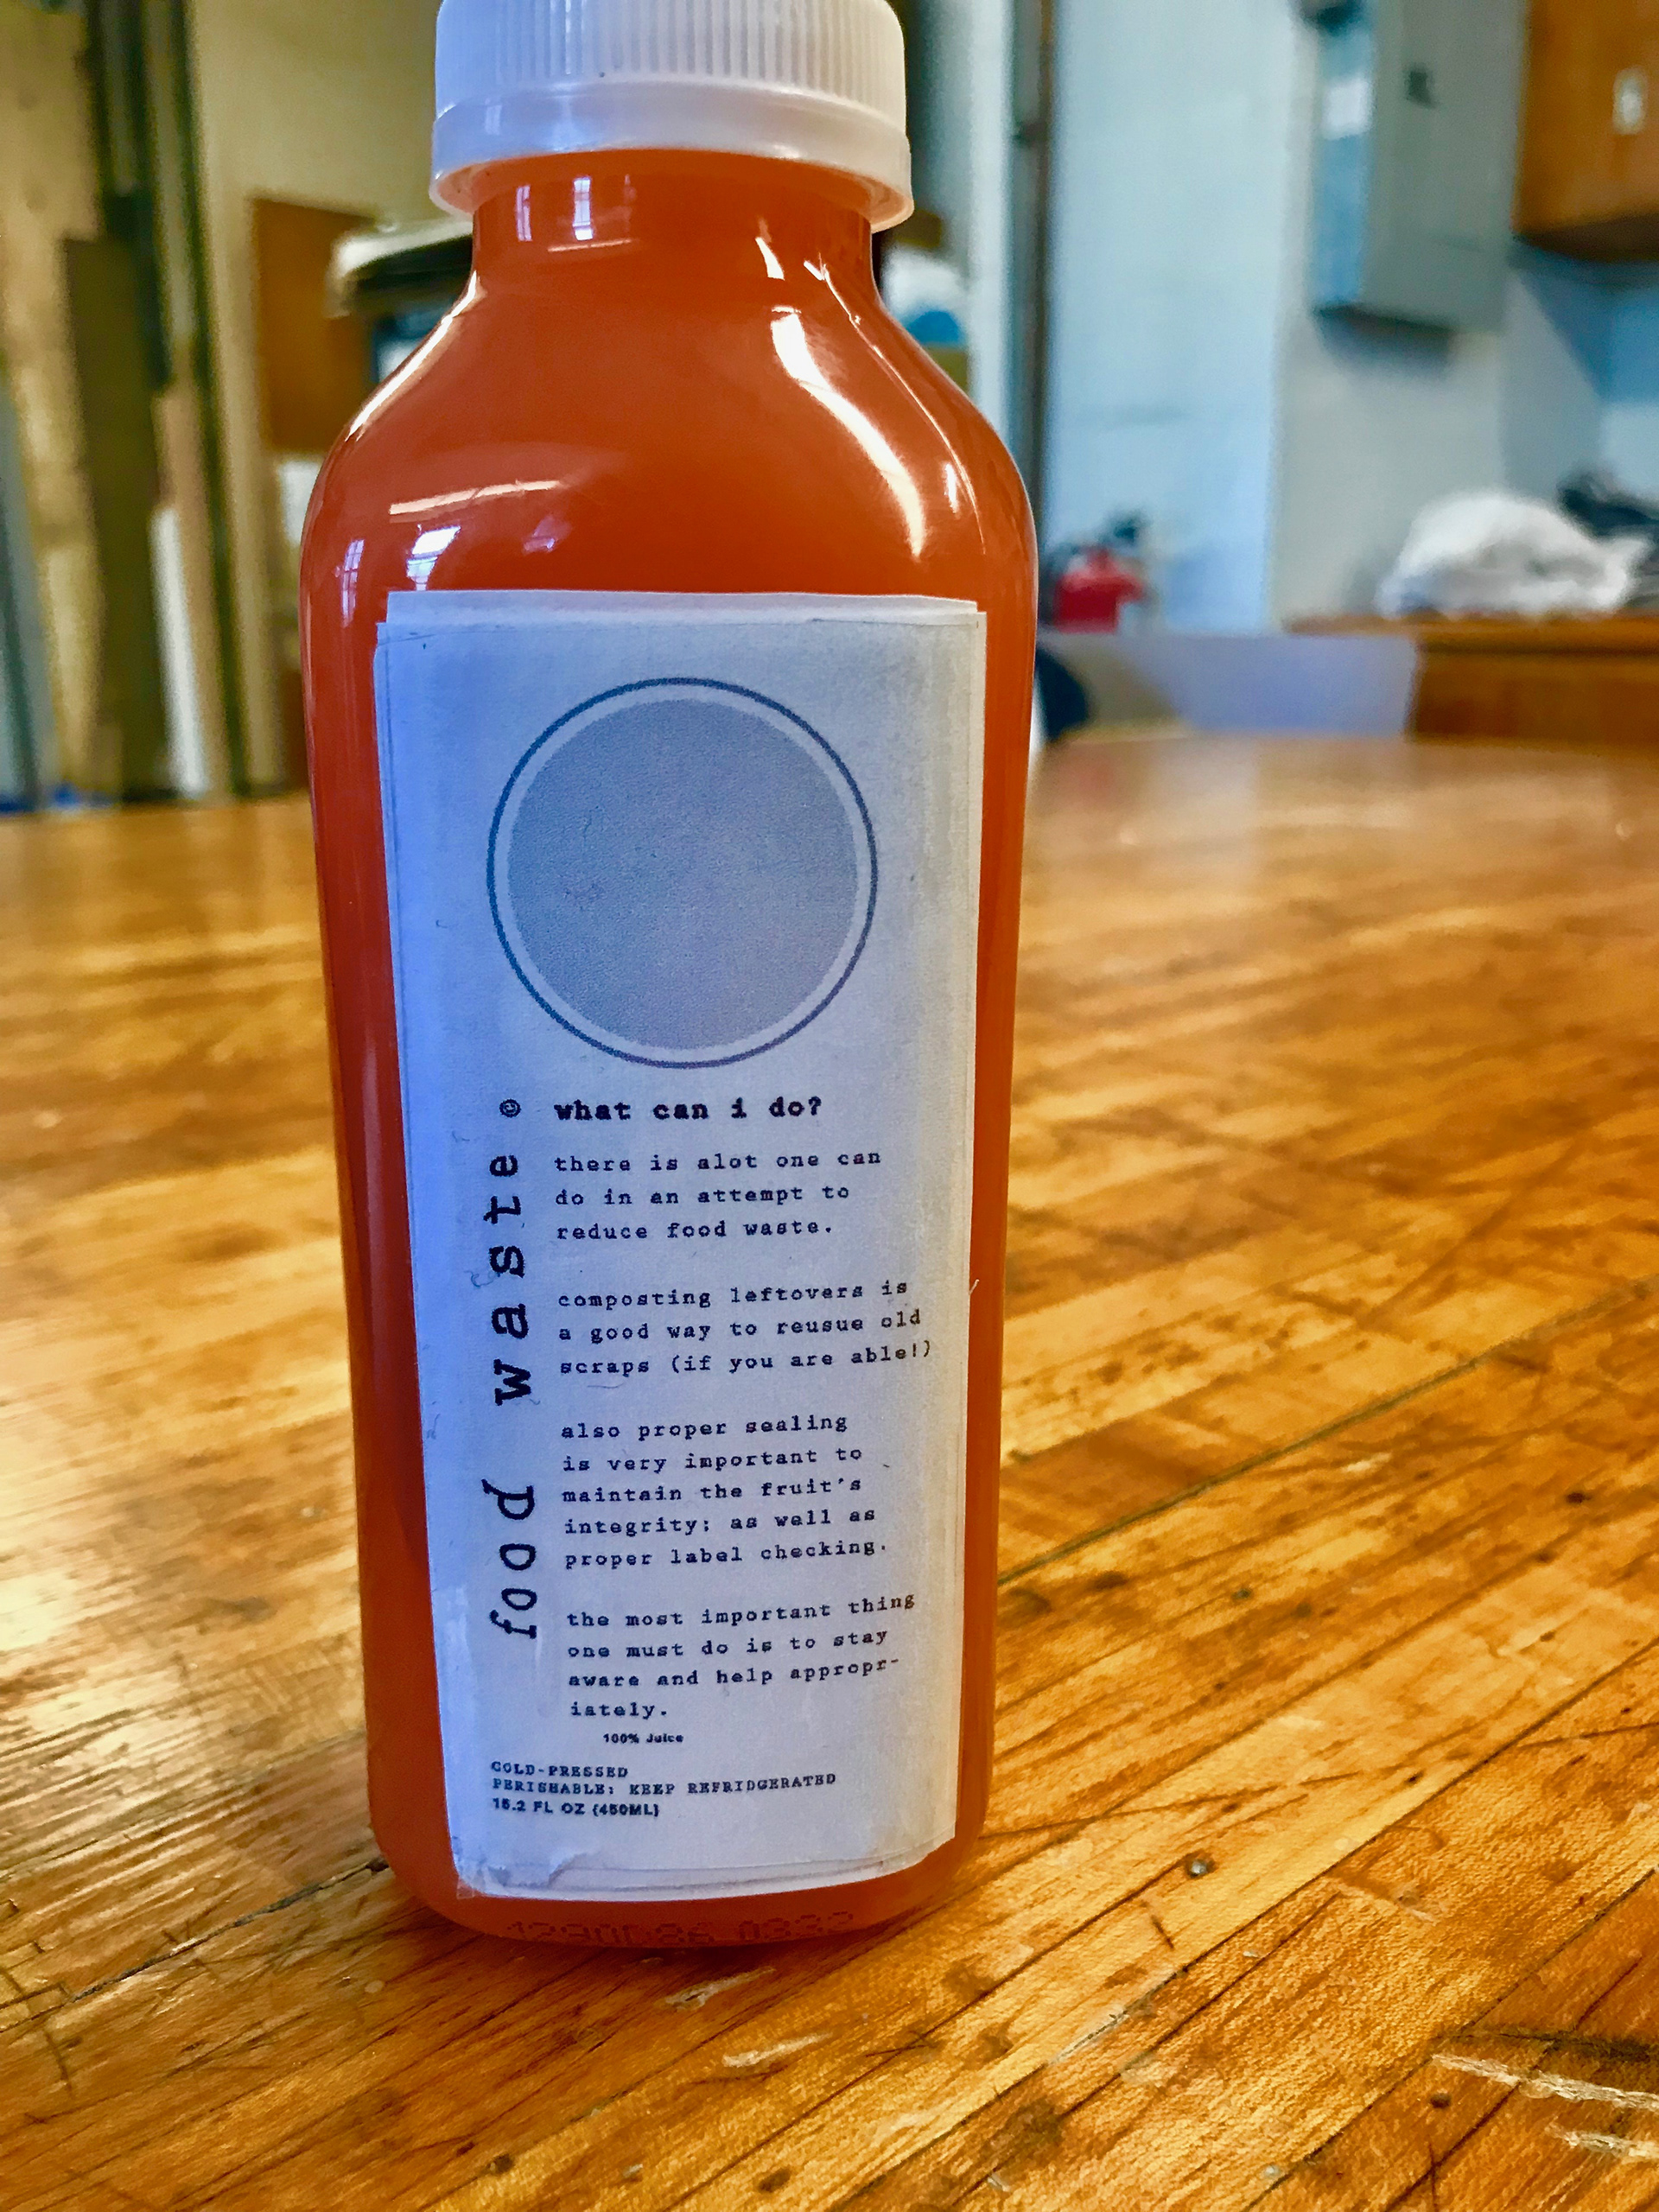 food waste ©
what can i do?
there is alot one can
do in an attempt to
reduce food waste.
composting leftovers is
a good way to reusue old
scraps (if you are able!)
also proper sealing
is very important to
maintain the fruit's
integrity; as well as
proper label checking.
the most important thing
one must do is to stay
aware and help appropr-
iately.
100% Juice
COLD-PRESSED
PERISHABLE: KEEP REFRIDGERATED
15.2 FL OZ (450ML)